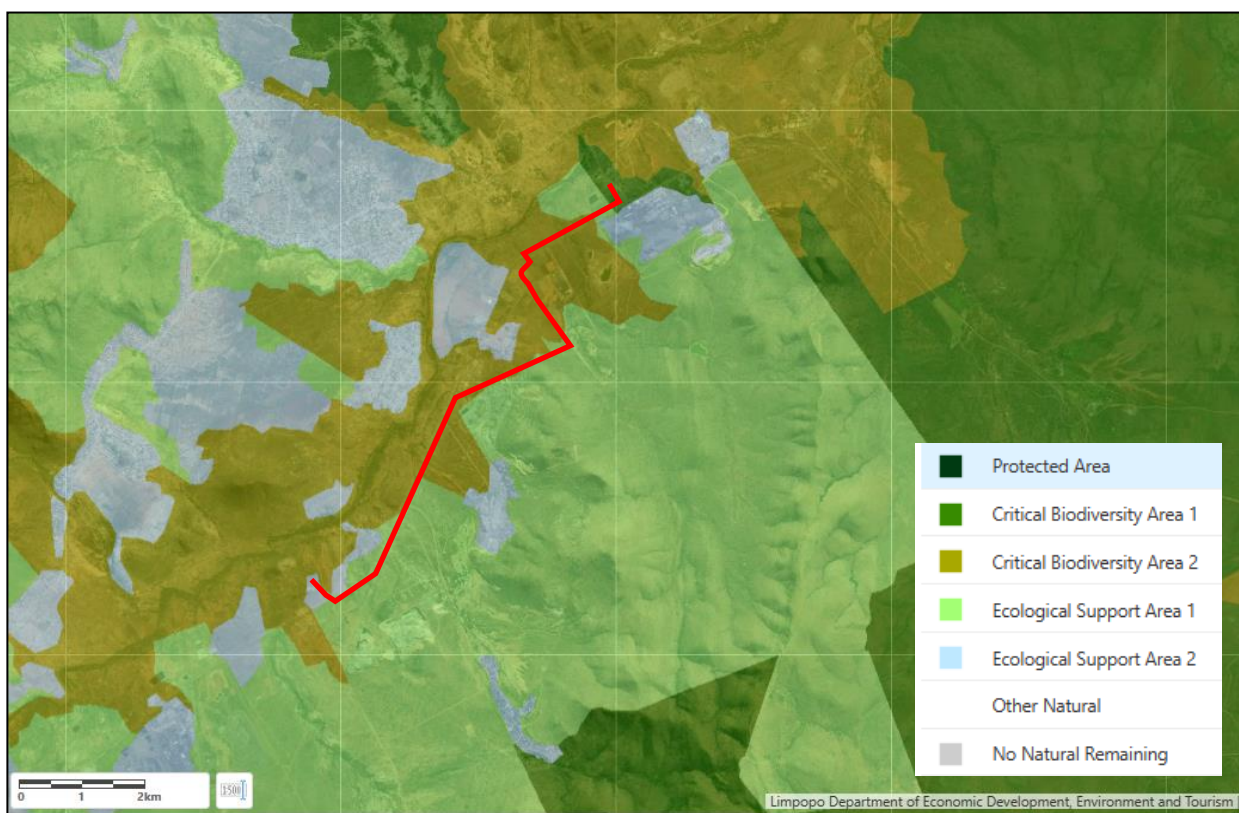 Protected Area
Critical Biodiversity Area 1
Critical Biodiversity Area 2
Ecological Support Area 1
Ecological Support Area 2
Other Natural
No Natural Remaining
0 1 2km
Limpopo Department of Economic Development, Environment and Tourism |